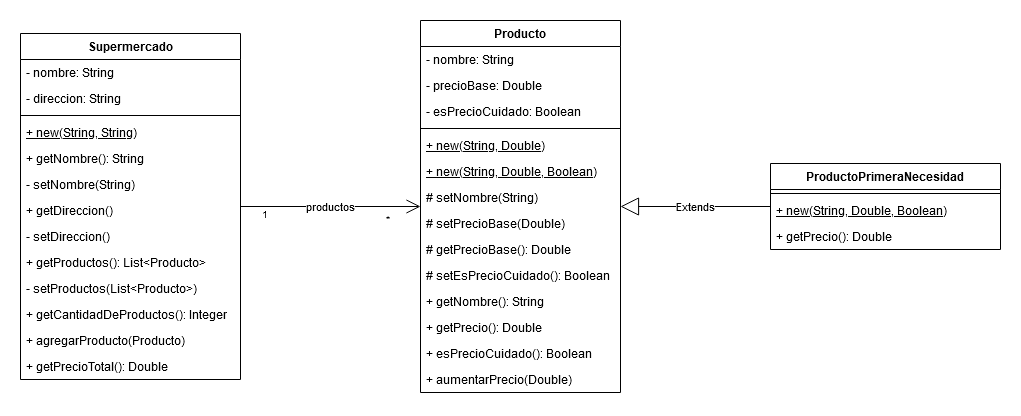 Supermercado
- nombre: String
- direccion: String
+ new(String, String)
+ getNombre(): String
- setNombre(String)
+ getDireccion()
- setDireccion()
+ getProductos(): List<Producto>
- setProductos(List<Producto>)
+ getCantidadDeProductos(): Integer
+ agregarProducto(Producto)
+ getPrecioTotal(): Double
1
productos
*
Producto
- nombre: String
- precioBase: Double
- esPrecioCuidado: Boolean
+ new(String, Double)
+ new(String, Double, Boolean)
# setNombre(String)
# setPrecioBase(Double)
# getPrecioBase(): Double
# setEsPrecioCuidado(): Boolean
+ getNombre(): String
+ getPrecio(): Double
+ esPrecioCuidado(): Boolean
+ aumentarPrecio(Double)
Extends
ProductoPrimeraNecesidad
+ new(String, Double, Boolean)
+ getPrecio(): Double